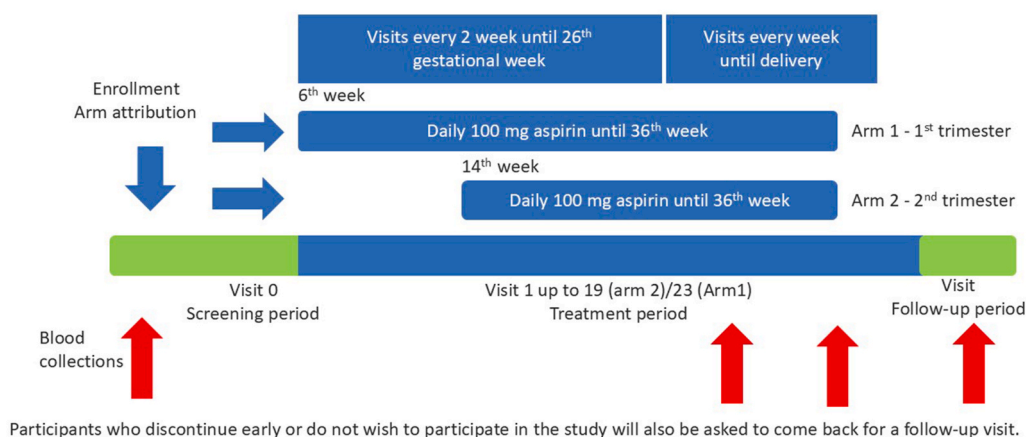 Visits every 2 week until 26th
gestational week
Visits every week
until delivery
Enrollment
Arm attribution
6th week
Daily 100 mg aspirin until 36th week
Arm 1 - 1st trimester
14th week
Daily 100 mg aspirin until 36th week
Arm 2 - 2nd trimester
Visit 0
Screening period
Visit 1 up to 19 (arm 2)/23 (Arm1)
Treatment period
Visit
Follow-up period
Blood
collections
Participants who discontinue early or do not wish to participate in the study will also be asked to come back for a follow-up visit.